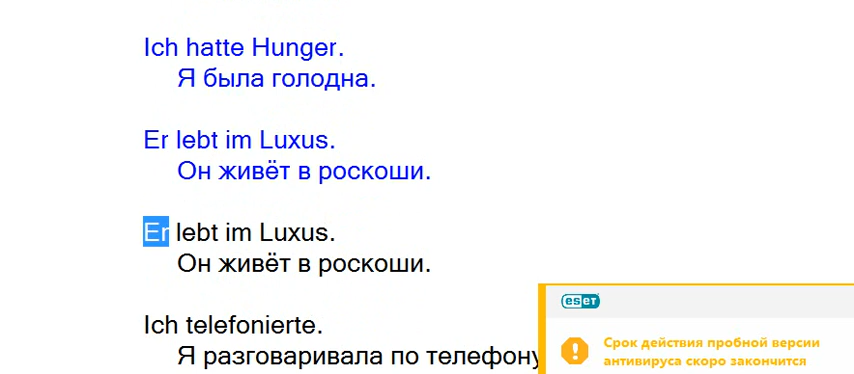 Ich hatte Hunger.
Я была голодна.
Er lebt im Luxus.
Он живёт в роскоши.
Er lebt im Luxus.
Он живёт в роскоши.
Ich telefonierte.
Я разговаривала по телефону
eset
Срок действия пробной версии
антивируса скоро закончится